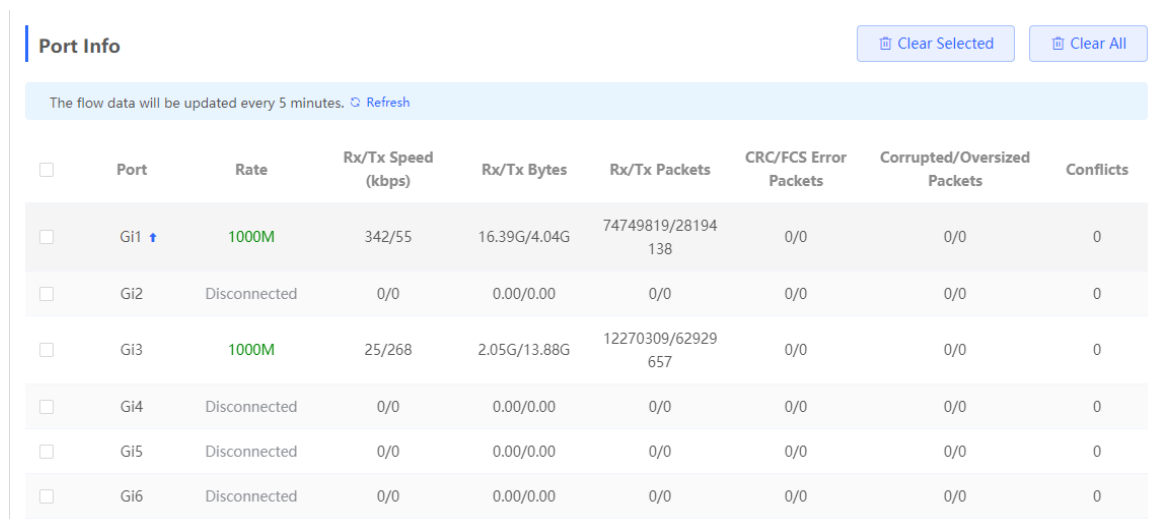 Port Info
Clear Selected
Clear All
The flow data will be updated every 5 minutes. Refresh
Port Rate Rx/Tx Speed (kbps) Rx/Tx Bytes Rx/Tx Packets CRC/FCS Error Packets Corrupted/Oversized Packets Conflicts
Gi1 1000M 342/55 16.39G/4.04G 74749819/28194138 0/0 0/0 0
Gi2 Disconnected 0/0 0.00/0.00 0/0 0/0 0/0 0
Gi3 1000M 25/268 2.05G/13.88G 12270309/62929657 0/0 0/0 0
Gi4 Disconnected 0/0 0.00/0.00 0/0 0/0 0/0 0
Gi5 Disconnected 0/0 0.00/0.00 0/0 0/0 0/0 0
Gi6 Disconnected 0/0 0.00/0.00 0/0 0/0 0/0 0